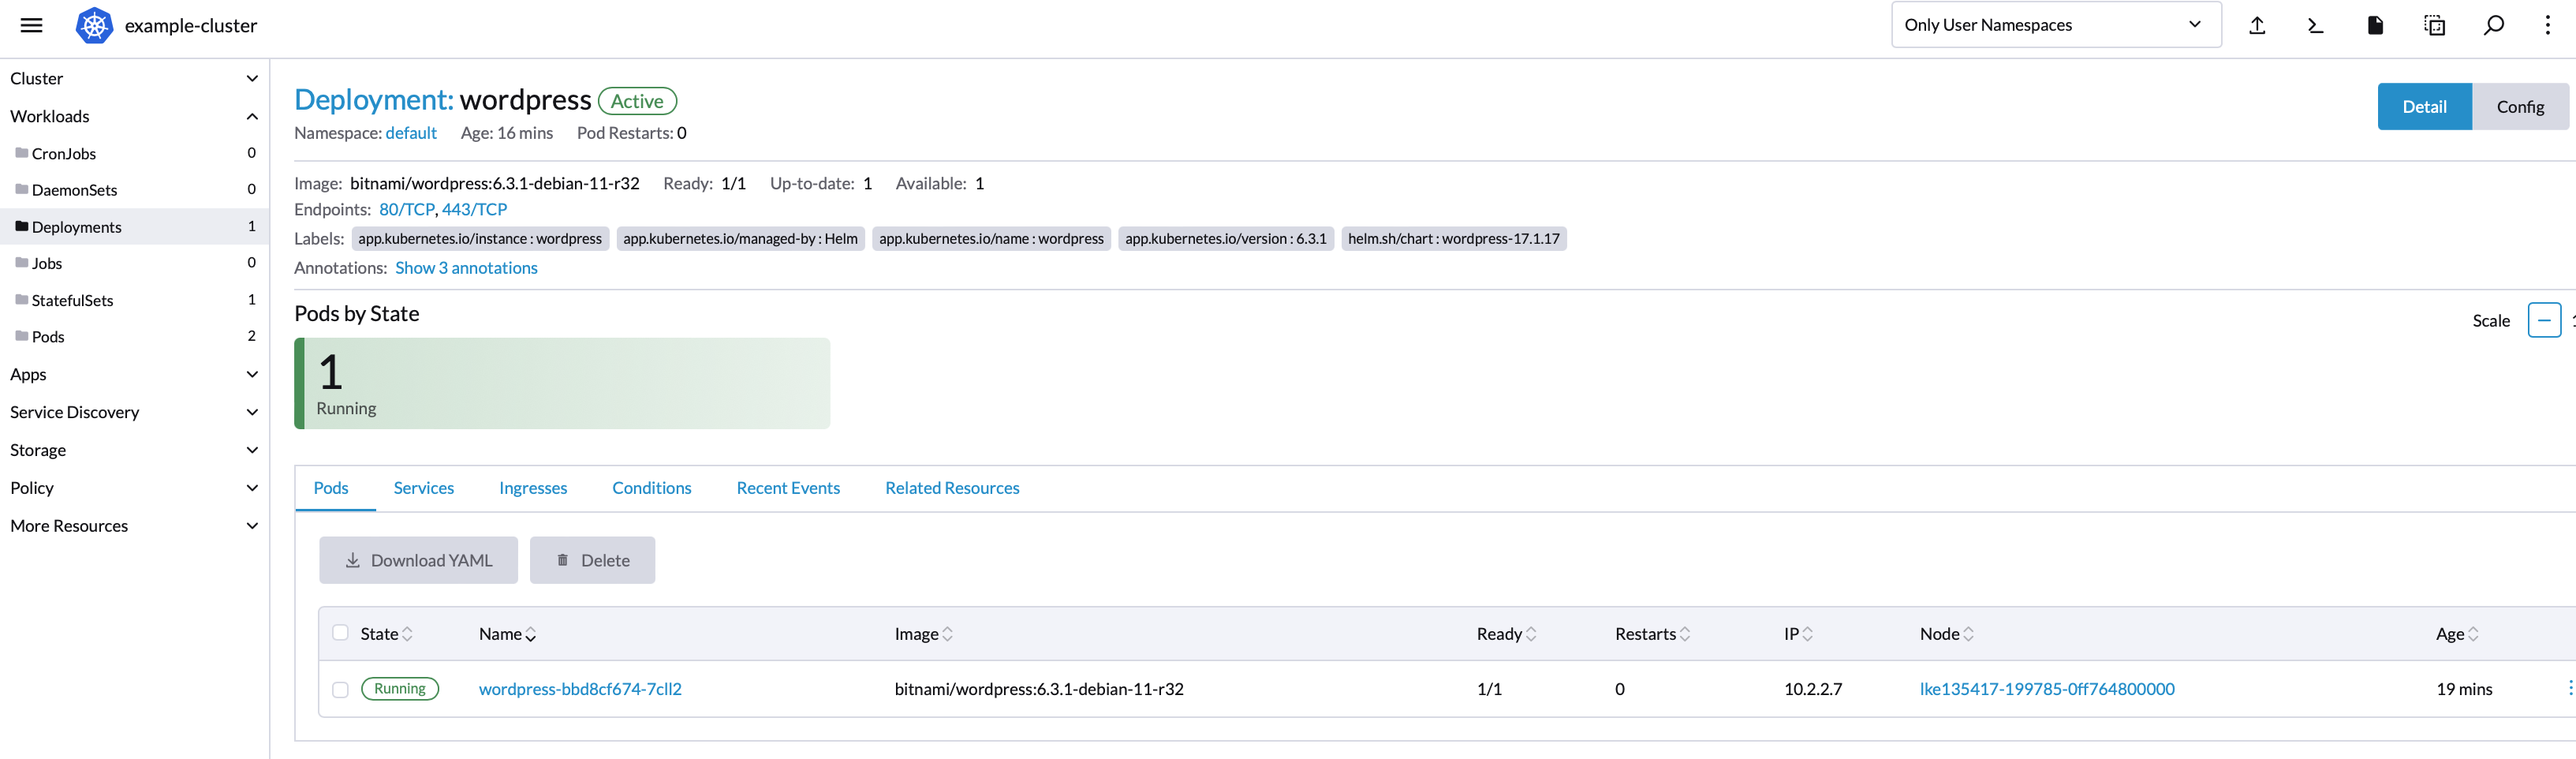 example-cluster
Only User Namespaces
Cluster
Workloads
CronJobs 0
DaemonSets 0
Deployments 1
Jobs 0
StatefulSets 1
Pods 2
Apps
Service Discovery
Storage
Policy
More Resources
Deployment: wordpress Active
Detail Config
Namespace: default Age: 16 mins Pod Restarts: 0
Image: bitnami/wordpress:6.3.1-debian-11-r32 Ready: 1/1 Up-to-date: 1 Available: 1
Endpoints: 80/TCP, 443/TCP
Labels: app.kubernetes.io/instance : wordpress app.kubernetes.io/managed-by : Helm app.kubernetes.io/name : wordpress app.kubernetes.io/version : 6.3.1 helm.sh/chart : wordpress-17.1.17
Annotations: Show 3 annotations
Pods by State
Scale 1
1
Running
Pods Services Ingresses Conditions Recent Events Related Resources
Download YAML Delete
State Name Image Ready Restarts IP Node Age
Running wordpress-bbd8cf674-7cll2 bitnami/wordpress:6.3.1-debian-11-r32 1/1 0 10.2.2.7 lke135417-199785-0ff764800000 19 mins